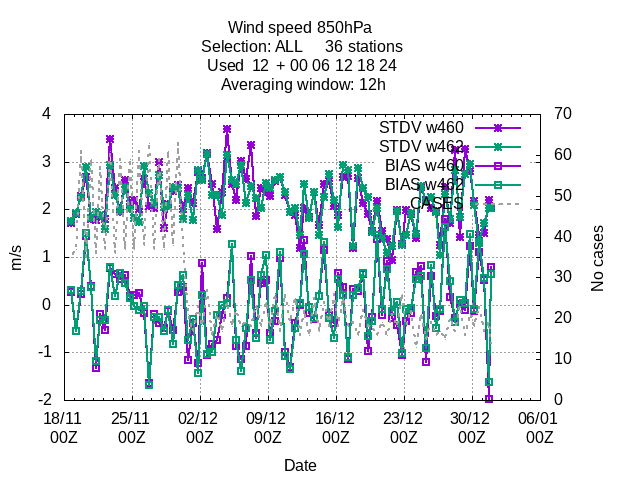 Wind speed 850hPa
Selection: ALL 36 stations
Used 12 + 00 06 12 18 24
Averaging window: 12h
STDV w460
STDV w462
BIAS w460
BIAS w462
CASES
m/s
4
3
2
1
0
-1
-2
No cases
70
60
50
40
30
20
10
0
18/11 25/11 02/12 09/12 16/12 23/12 30/12 06/01
00Z 00Z 00Z 00Z 00Z 00Z 00Z 00Z
Date